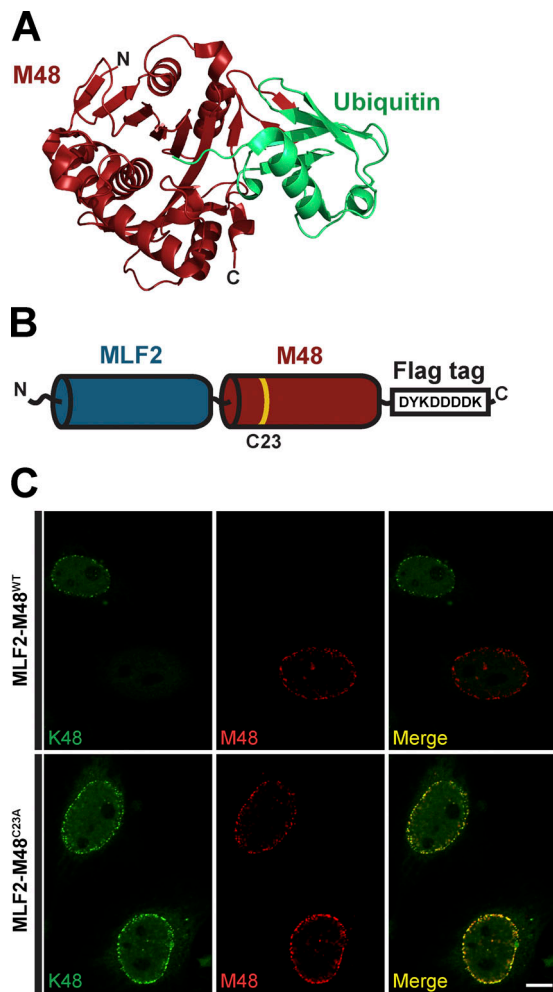 A
M48
N
Ubiquitin
C
B
MLF2
M48
Flag tag
N
DYKDDDDK
C
C23
C
MLF2-M48WT
K48
M48
Merge
MLF2-M48C23A
K48
M48
Merge